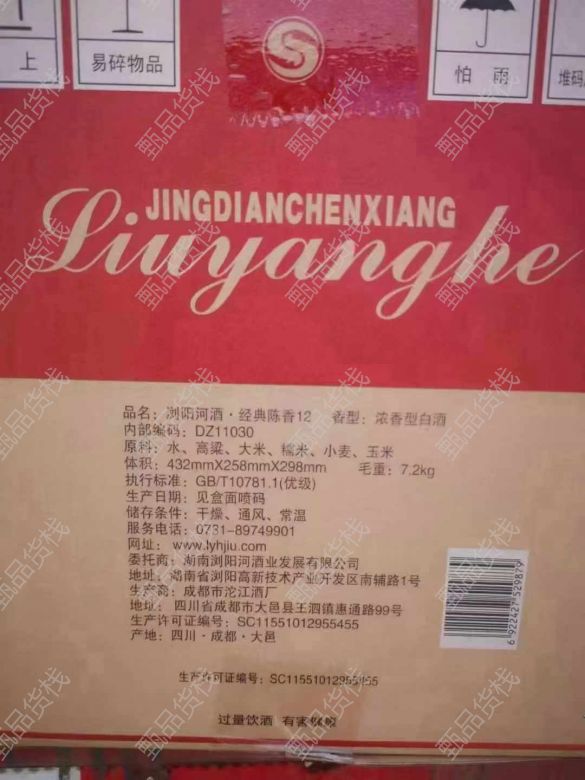 上
易碎物品
怕 雨
堆码
JINGDIANCHENXIANG
Liuyanghe
品名：浏阳河酒·经典陈香12 香型：浓香型白酒
内部编码：DZ11030
原料：水、高粱、大米、糯米、小麦、玉米
体积：432mmX258mmX298mm 毛重：7.2kg
执行标准：GB/T10781.1(优级)
生产日期：见盒面喷码
储存条件：干燥、通风、常温
服务电话：0731-89749901
网址： www.lyhjiu.com
委托商：湖南浏阳河酒业发展有限公司
地址：湖南省浏阳高新技术产业开发区南辅路1号
生产商：成都市沱江酒厂
地址： 四川省成都市大邑县王泗镇惠通路99号
生产许可证编号：SC11551012955455
产地：四川·成都·大邑
6922427529879
生产许可证编号：SC11551012955455
过量饮酒 有害健康
甄品货栈